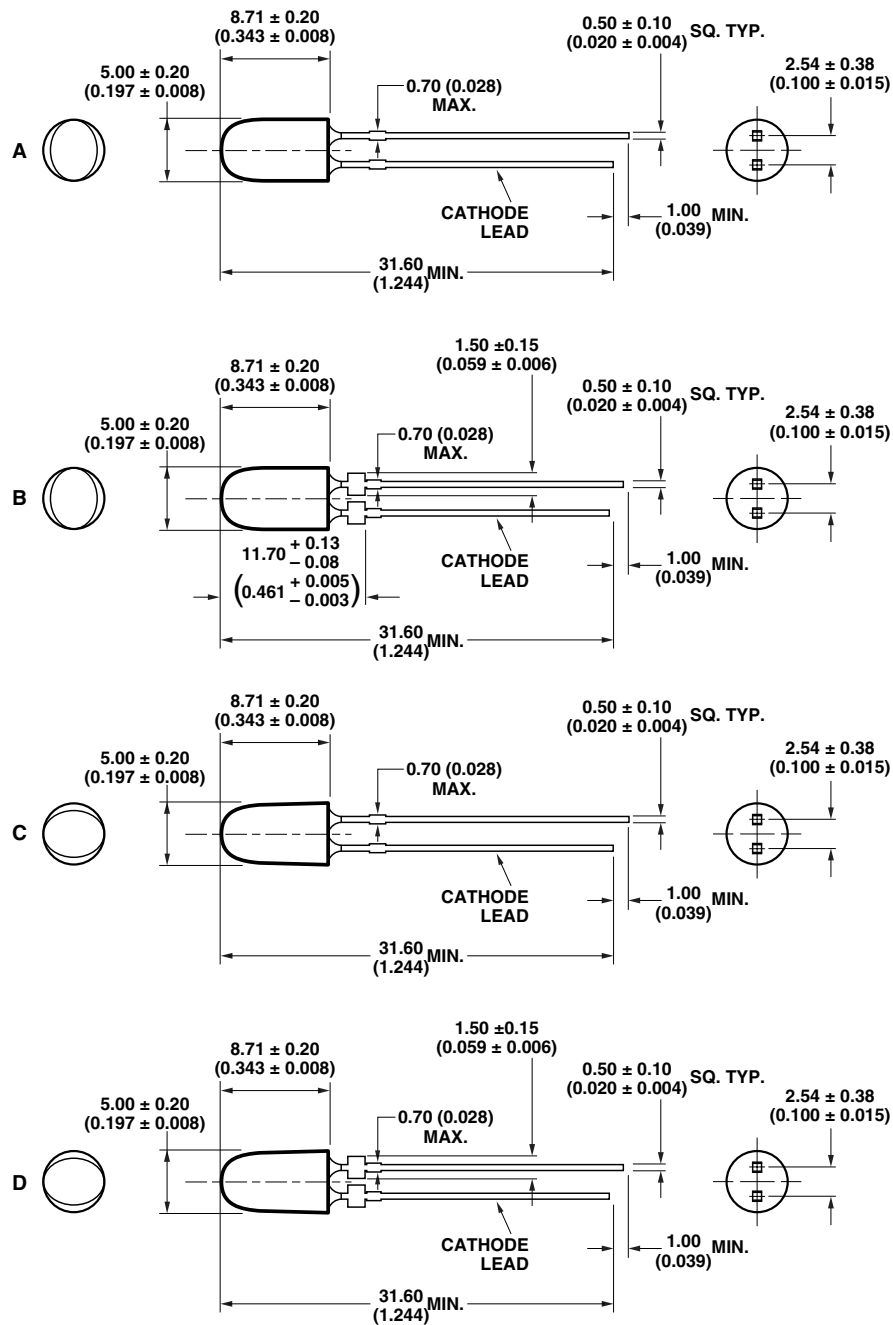 8.71 ± 0.20
(0.343 ± 0.008)
0.50 ± 0.10
(0.020 ± 0.004)
SQ. TYP.
2.54 ± 0.38
(0.100 ± 0.015)
5.00 ± 0.20
(0.197 ± 0.008)
0.70 (0.028)
MAX.
A
CATHODE
LEAD
1.00
(0.039)
MIN.
31.60
(1.244)
MIN.
1.50 ±0.15
(0.059 ± 0.006)
8.71 ± 0.20
(0.343 ± 0.008)
0.50 ± 0.10
(0.020 ± 0.004)
SQ. TYP.
2.54 ± 0.38
(0.100 ± 0.015)
5.00 ± 0.20
(0.197 ± 0.008)
0.70 (0.028)
MAX.
B
11.70 + 0.13
– 0.08
(0.461 + 0.005
– 0.003)
CATHODE
LEAD
1.00
(0.039)
MIN.
31.60
(1.244)
MIN.
8.71 ± 0.20
(0.343 ± 0.008)
0.50 ± 0.10
(0.020 ± 0.004)
SQ. TYP.
2.54 ± 0.38
(0.100 ± 0.015)
5.00 ± 0.20
(0.197 ± 0.008)
0.70 (0.028)
MAX.
C
CATHODE
LEAD
1.00
(0.039)
MIN.
31.60
(1.244)
MIN.
1.50 ±0.15
(0.059 ± 0.006)
8.71 ± 0.20
(0.343 ± 0.008)
0.50 ± 0.10
(0.020 ± 0.004)
SQ. TYP.
2.54 ± 0.38
(0.100 ± 0.015)
5.00 ± 0.20
(0.197 ± 0.008)
0.70 (0.028)
MAX.
D
CATHODE
LEAD
1.00
(0.039)
MIN.
31.60
(1.244)
MIN.